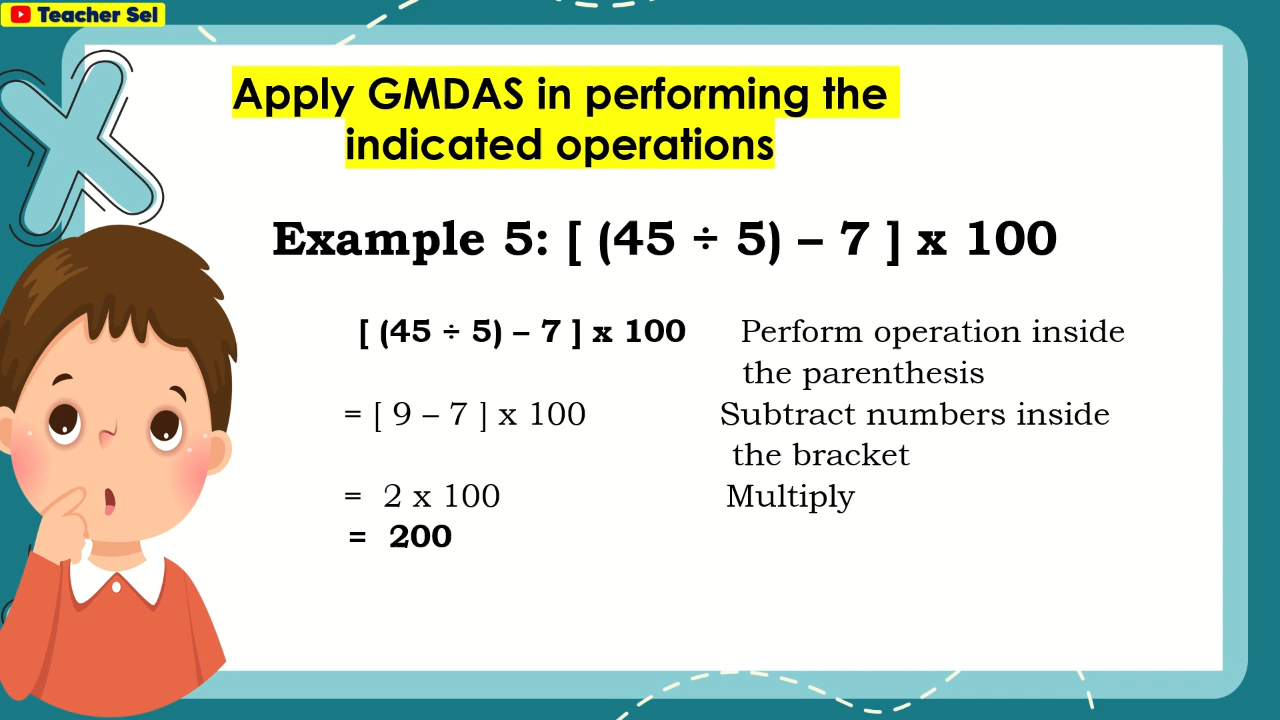 Teacher Sel
Apply GMDAS in performing the
indicated operations
Example 5: [ (45 ÷ 5) – 7 ] x 100
[ (45 ÷ 5) – 7 ] x 100 Perform operation inside
the parenthesis
= [ 9 – 7 ] x 100 Subtract numbers inside
the bracket
= 2 x 100 Multiply
= 200